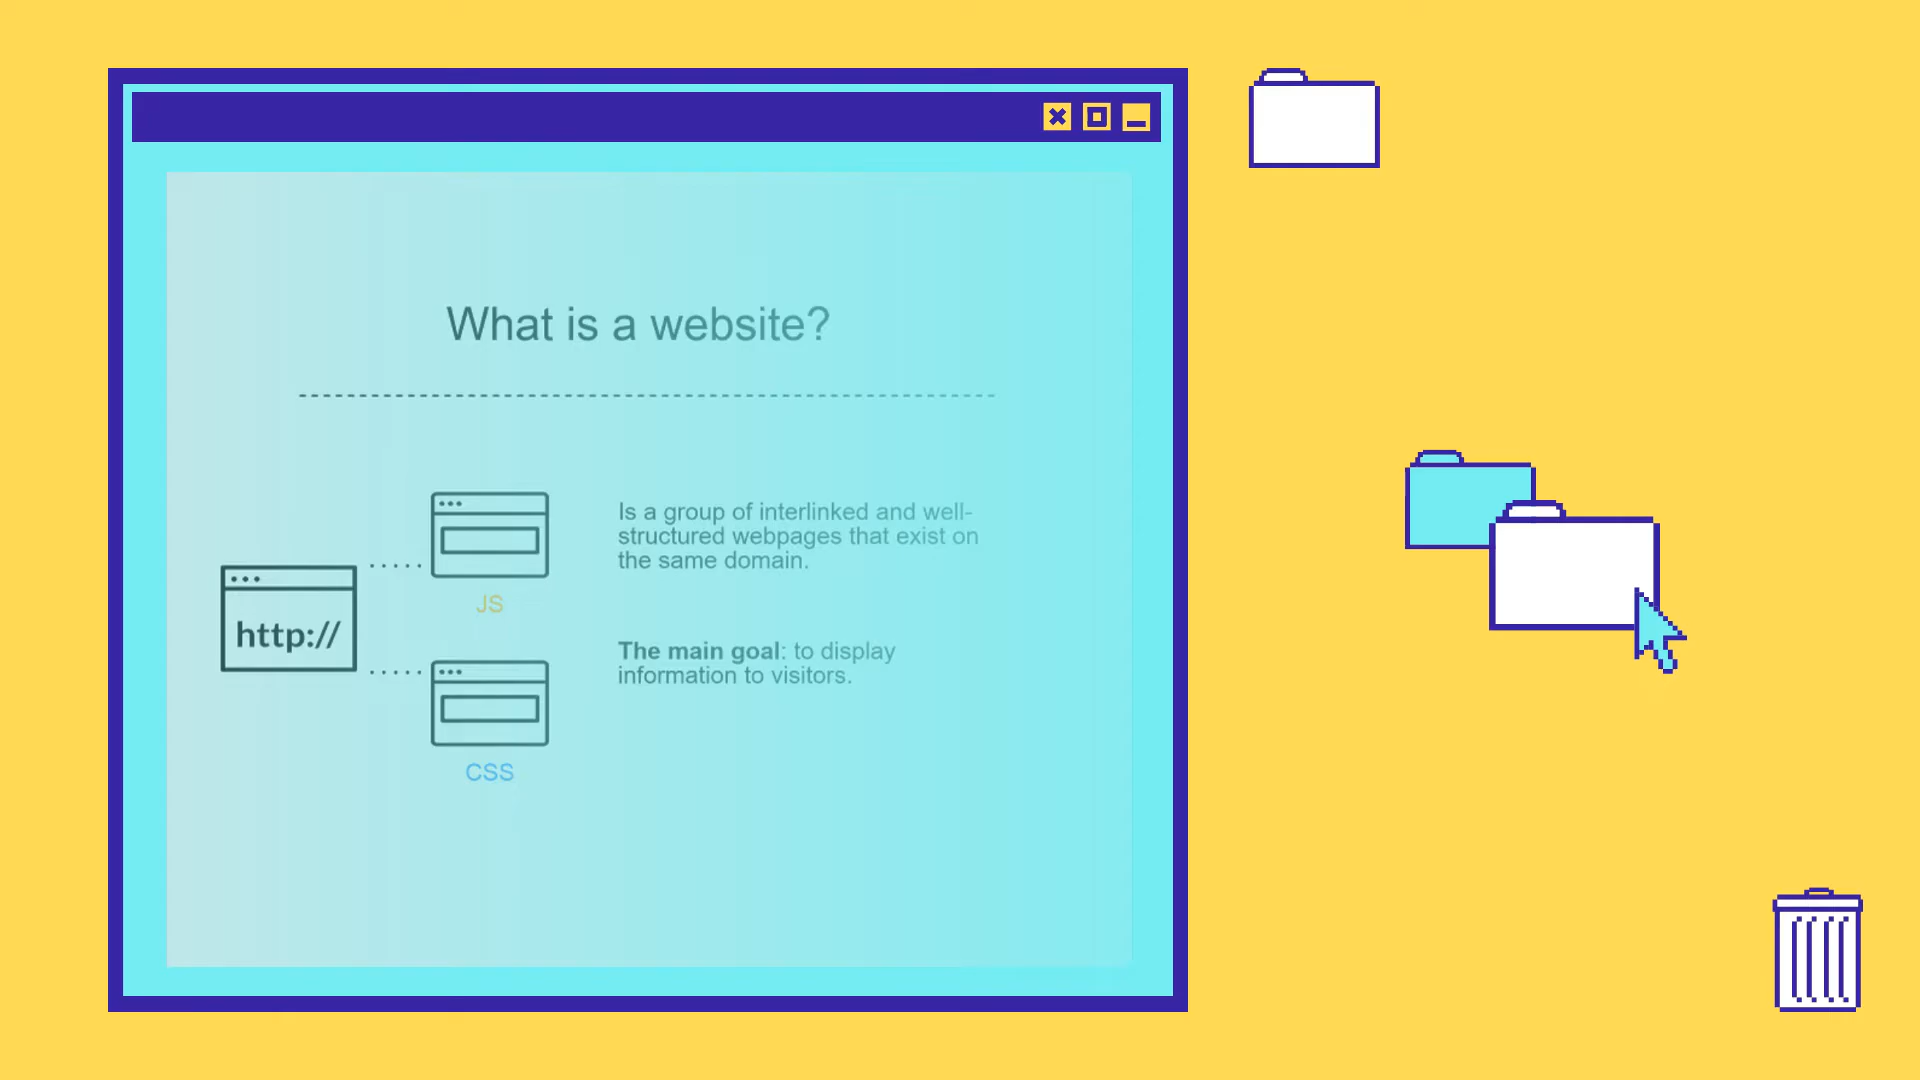 What is a website?
http://
JS
CSS
Is a group of interlinked and well-
structured webpages that exist on
the same domain.
The main goal: to display
information to visitors.